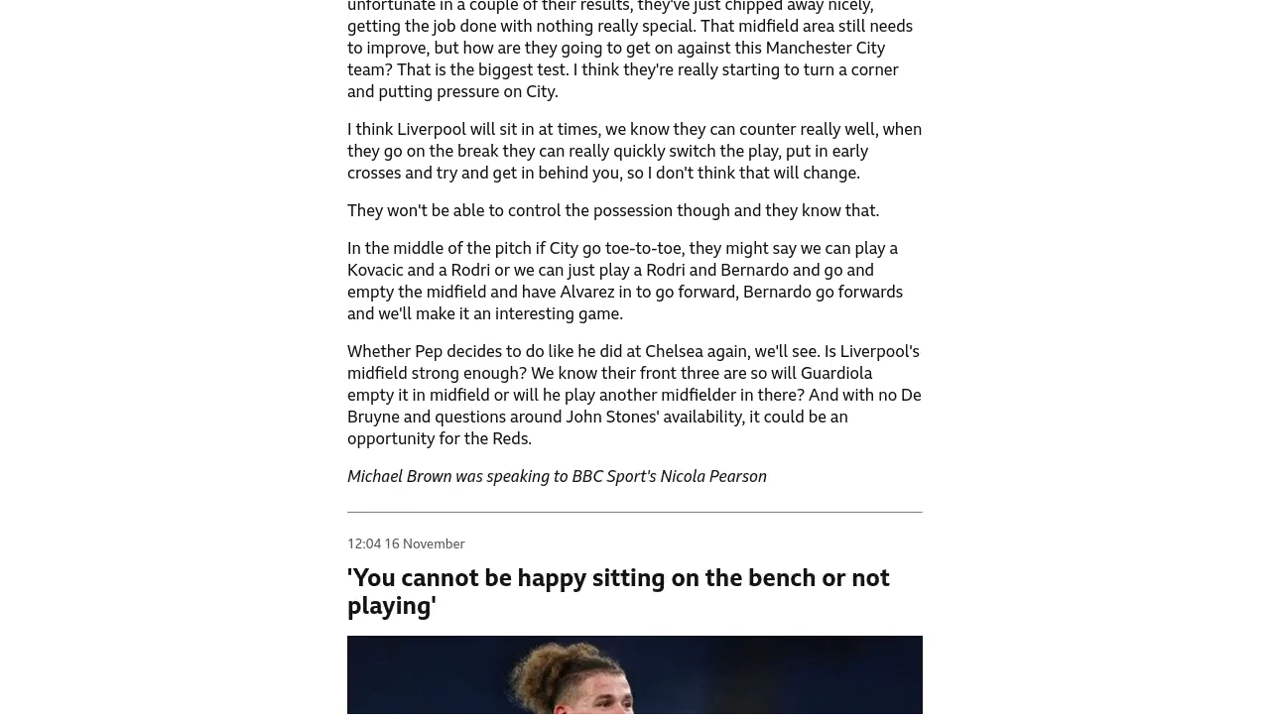 unfortunate in a couple of their results, they've just chipped away nicely,
getting the job done with nothing really special. That midfield area still needs
to improve, but how are they going to get on against this Manchester City
team? That is the biggest test. I think they're really starting to turn a corner
and putting pressure on City.
I think Liverpool will sit in at times, we know they can counter really well, when
they go on the break they can really quickly switch the play, put in early
crosses and try and get in behind you, so I don't think that will change.
They won't be able to control the possession though and they know that.
In the middle of the pitch if City go toe-to-toe, they might say we can play a
Kovacic and a Rodri or we can just play a Rodri and Bernardo and go and
empty the midfield and have Alvarez in to go forward, Bernardo go forwards
and we'll make it an interesting game.
Whether Pep decides to do like he did at Chelsea again, we'll see. Is Liverpool's
midfield strong enough? We know their front three are so will Guardiola
empty it in midfield or will he play another midfielder in there? And with no De
Bruyne and questions around John Stones' availability, it could be an
opportunity for the Reds.
Michael Brown was speaking to BBC Sport's Nicola Pearson
12:04 16 November
'You cannot be happy sitting on the bench or not
playing'